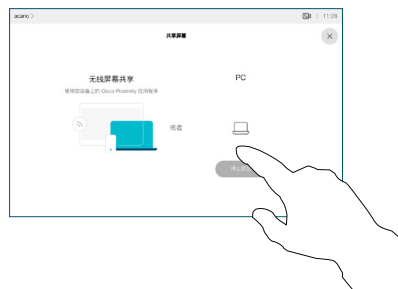 acano >
11:28
共享屏幕
无线屏幕共享
使用您设备上的 Cisco Proximity 应用程序
或者
PC